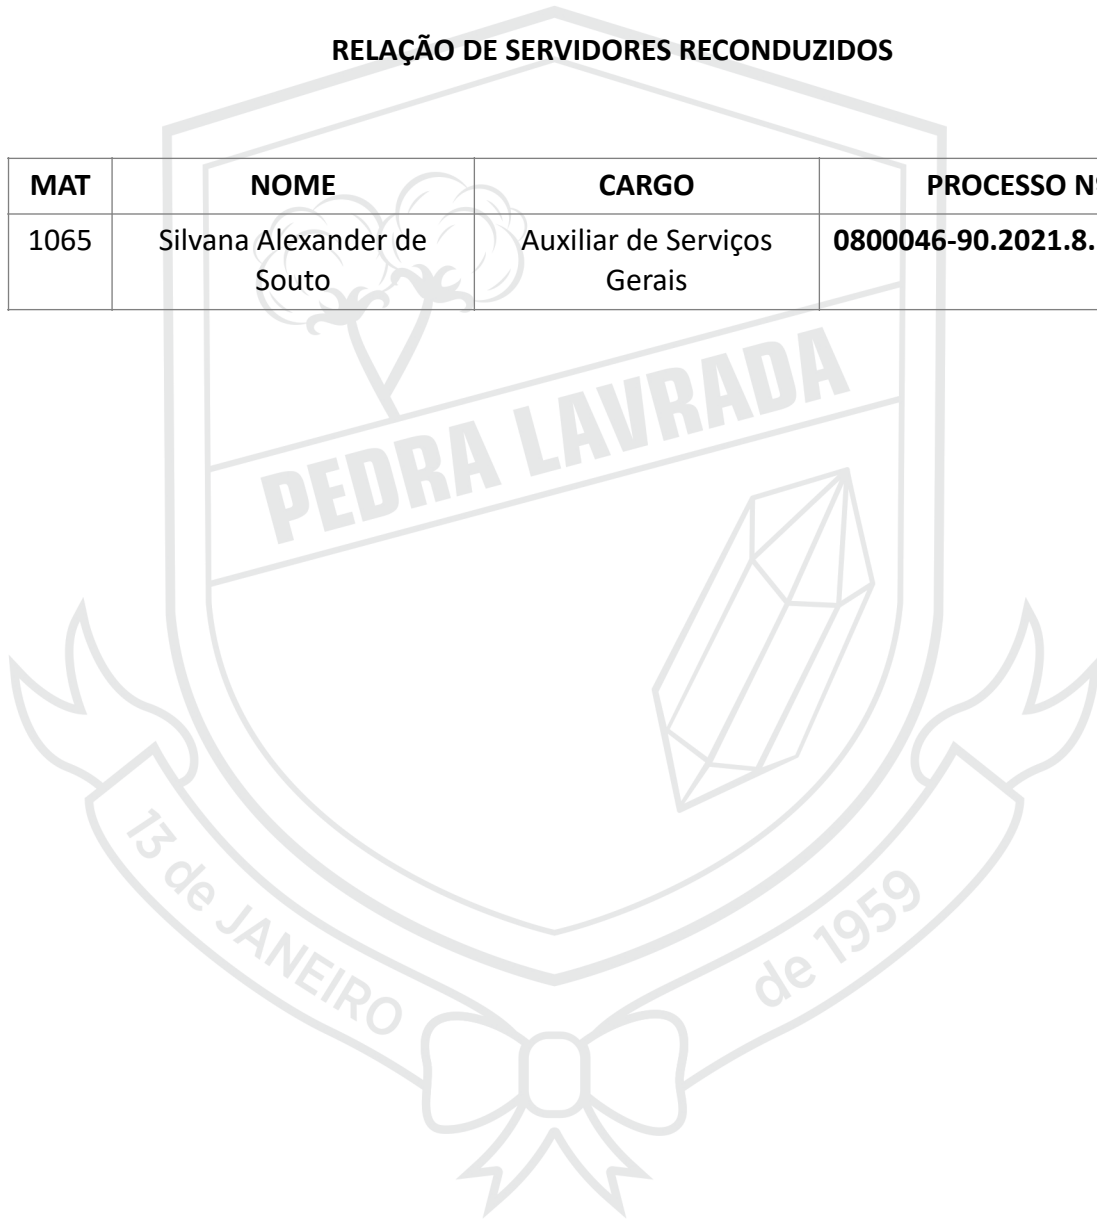 RELAÇÃO DE SERVIDORES RECONDUZIDOS
MAT NOME CARGO PROCESSO Nº
1065 Silvana Alexander de Auxiliar de Serviços 0800046-90.2021.8.
Souto Gerais
PEDRA LAVRADA
13 de JANEIRO de 1959